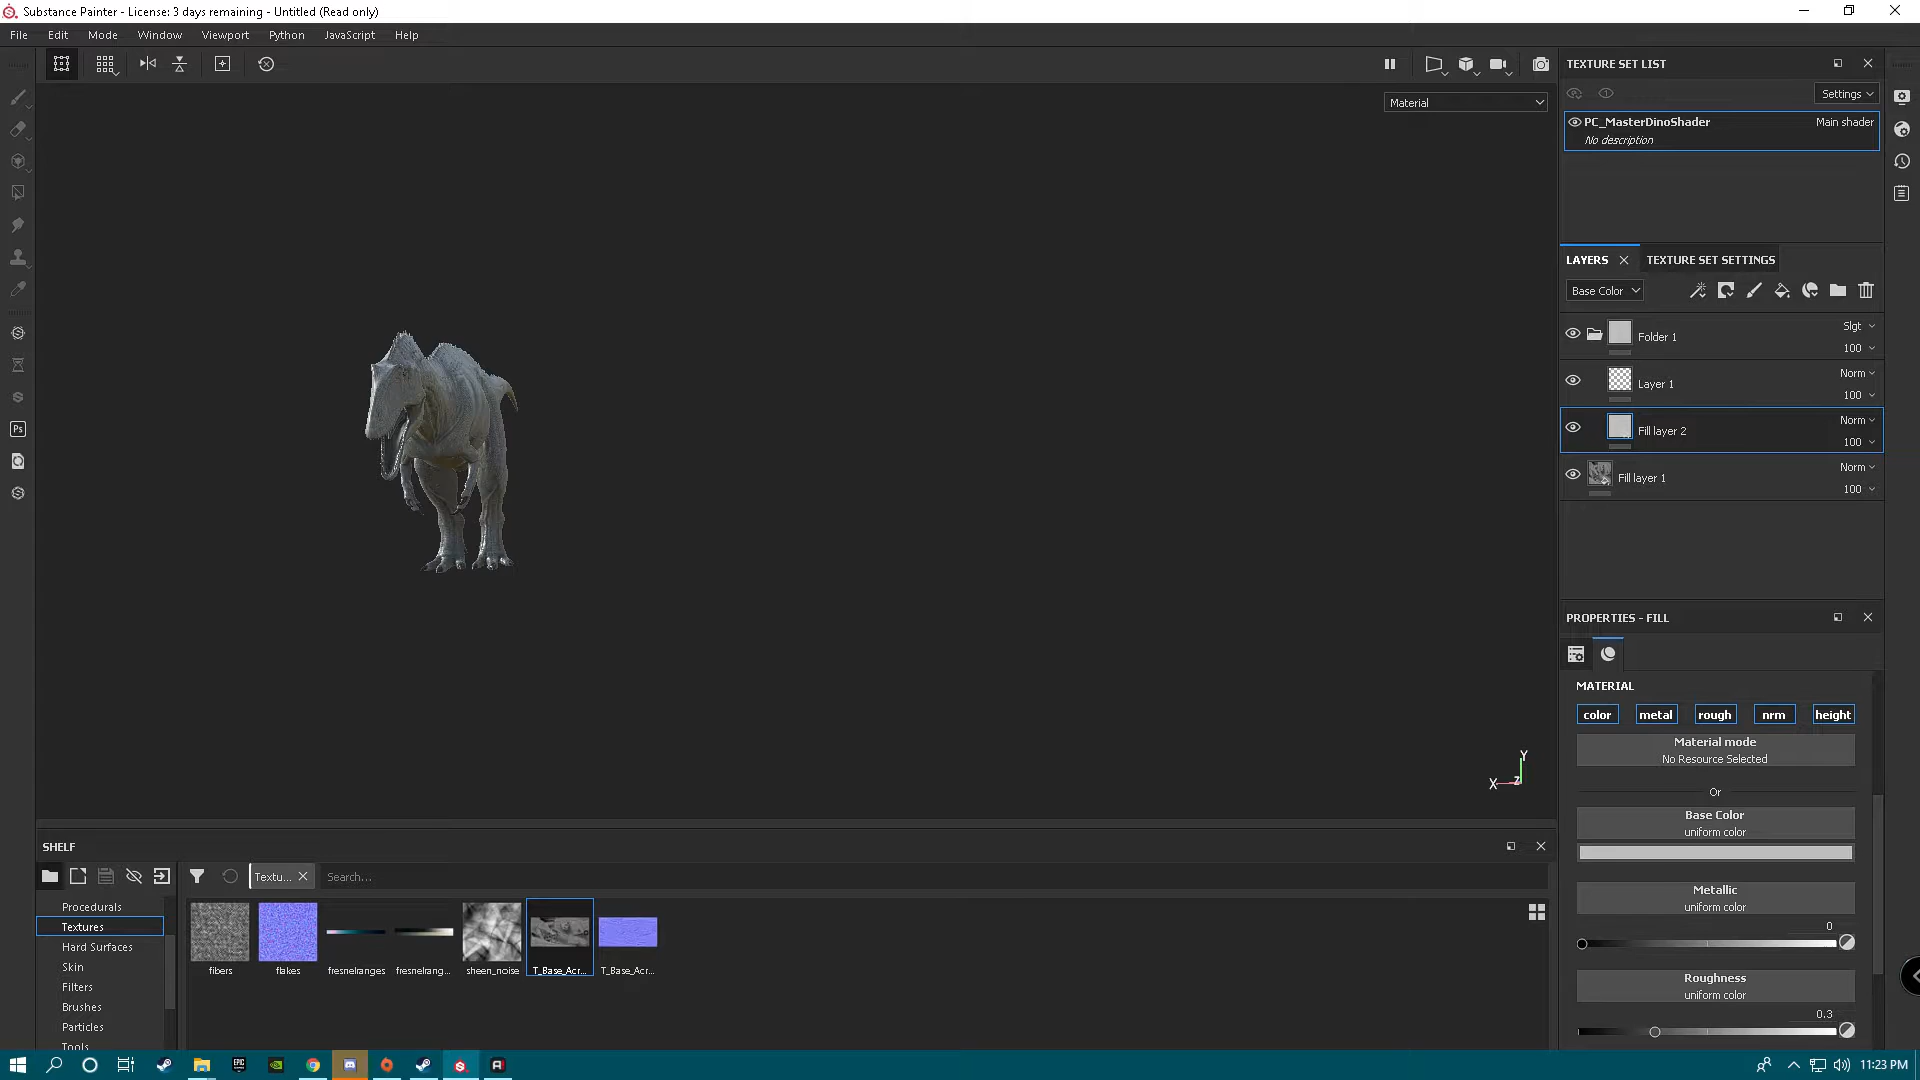 Substance Painter - License: 3 days remaining - Untitled (Read only)
File Edit Mode Window Viewport Python JavaScript Help
Material
TEXTURE SET LIST
Settings
PC_MasterDinoShader Main shader
No description
LAYERS TEXTURE SET SETTINGS
Base Color
Folder 1 Slgt
100
Layer 1 Norm
100
Fill layer 2 Norm
100
Fill layer 1 Norm
100
PROPERTIES - FILL
MATERIAL
color metal rough nrm height
Material mode
No Resource Selected
Or
Base Color
uniform color
Metallic
uniform color
0
Roughness
uniform color
0.3
Y
X Z
SHELF
Textu... Search...
Procedurals
Textures
Hard Surfaces
Skin
Filters
Brushes
Particles
Tools
fibers flakes fresnelranges fresnelrang... sheen_noise T_Base_Acr... T_Base_Acr...
Ps
EPIC
11:23 PM